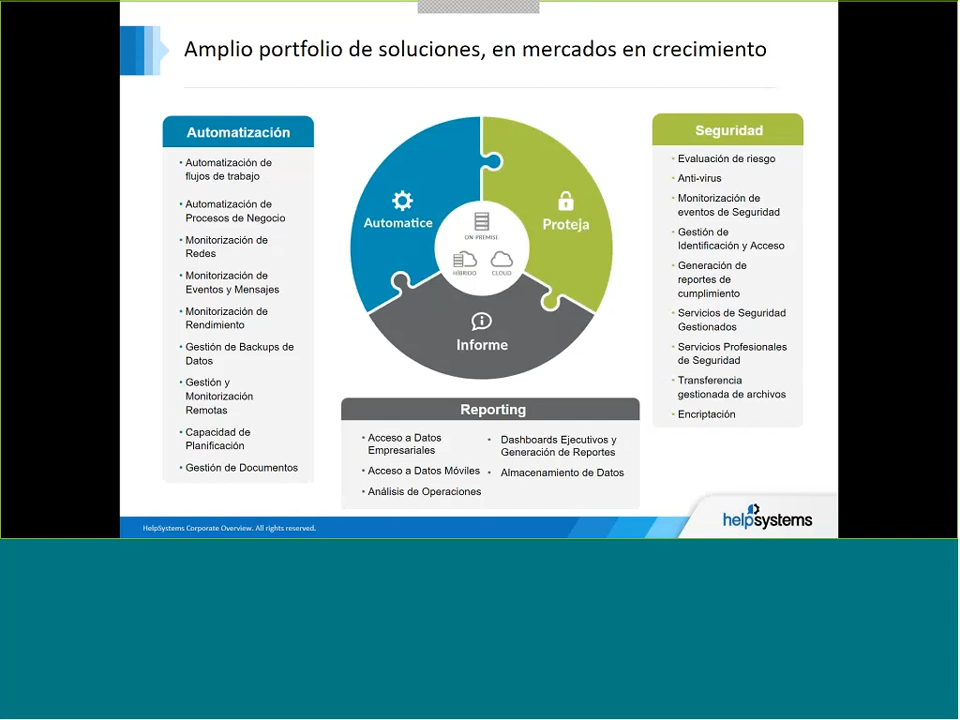 Amplio portfolio de soluciones, en mercados en crecimiento
Automatización
• Automatización de
flujos de trabajo
• Automatización de
Procesos de Negocio
• Monitorización de
Redes
• Monitorización de
Eventos y Mensajes
• Monitorización de
Rendimiento
• Gestión de Backups de
Datos
• Gestión y
Monitorización
Remotas
• Capacidad de
Planificación
• Gestión de Documentos
Automatice
Proteja
ON-PREMISE
HÍBRIDO
CLOUD
Informe
Seguridad
• Evaluación de riesgo
• Anti-virus
• Monitorización de
eventos de Seguridad
• Gestión de
Identificación y Acceso
• Generación de
reportes de
cumplimiento
• Servicios de Seguridad
Gestionados
• Servicios Profesionales
de Seguridad
• Transferencia
gestionada de archivos
• Encriptación
Reporting
• Acceso a Datos
Empresariales
• Acceso a Datos Móviles
• Análisis de Operaciones
• Dashboards Ejecutivos y
Generación de Reportes
• Almacenamiento de Datos
HelpSystems Corporate Overview. All rights reserved.
helpsystems